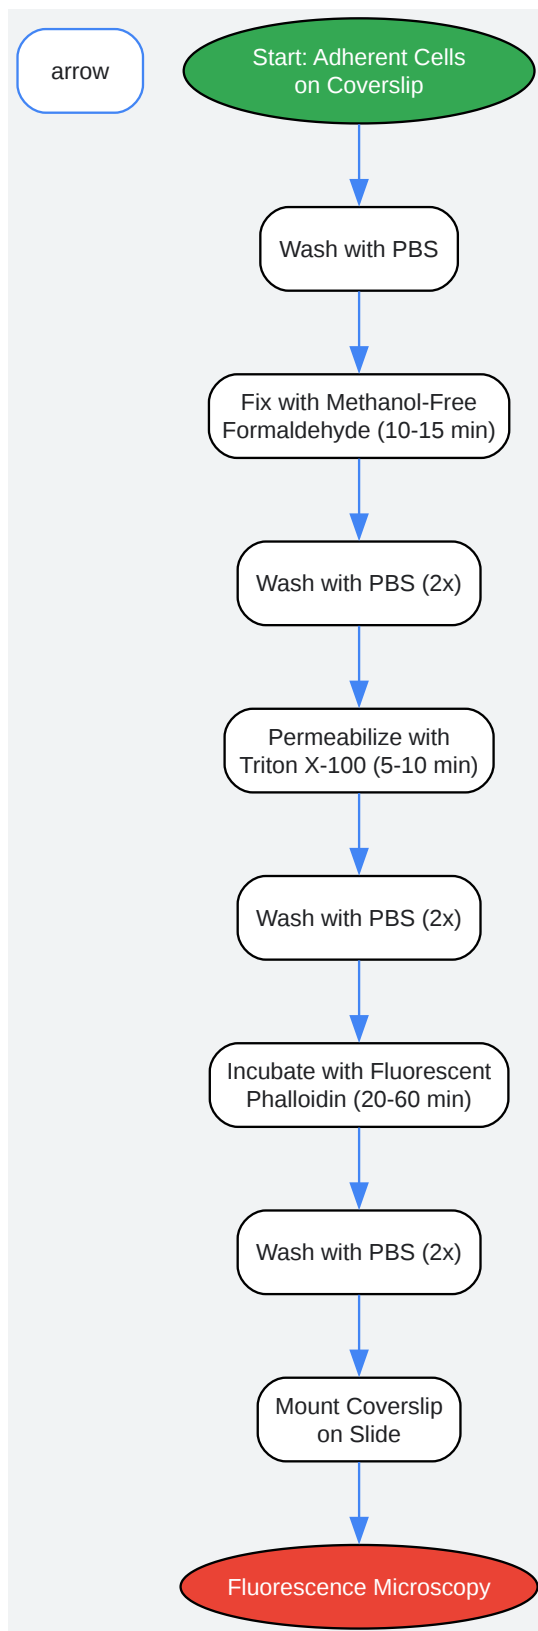 arrow
Start: Adherent Cells
on Coverslip
Wash with PBS
Fix with Methanol-Free
Formaldehyde (10-15 min)
Wash with PBS (2x)
Permeabilize with
Triton X-100 (5-10 min)
Wash with PBS (2x)
Incubate with Fluorescent
Phalloidin (20-60 min)
Wash with PBS (2x)
Mount Coverslip
on Slide
Fluorescence Microscopy